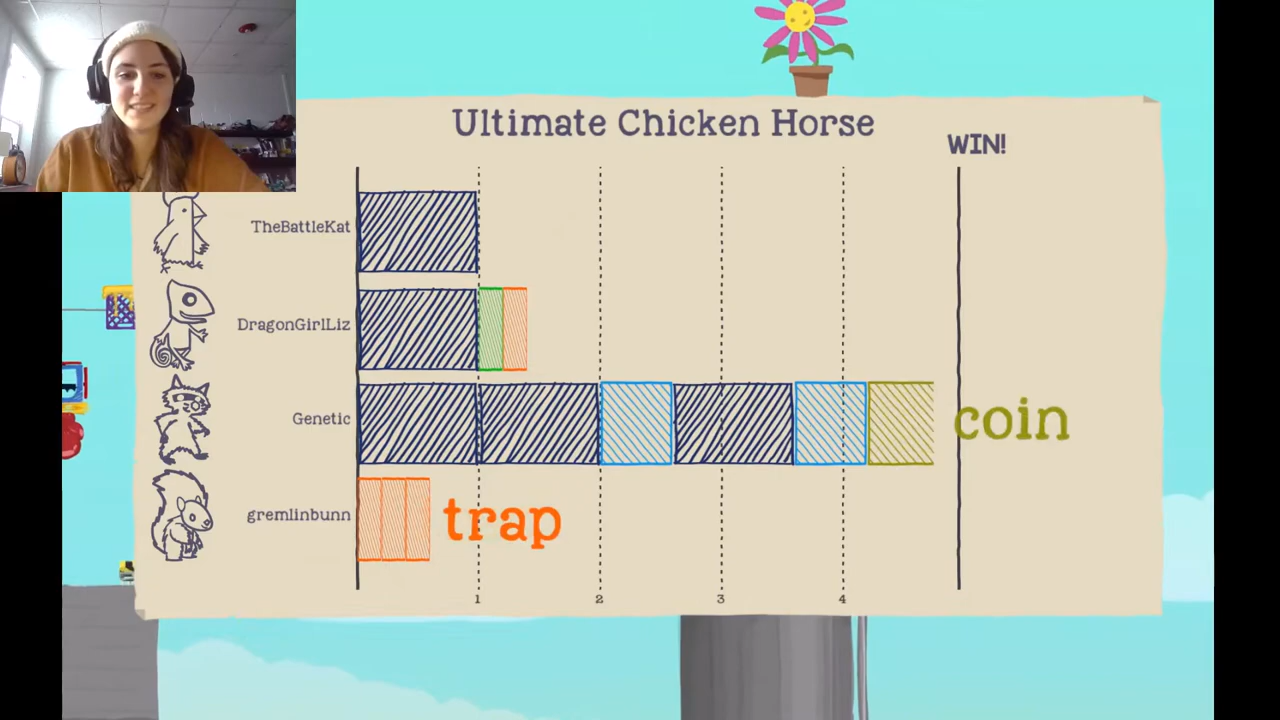 Ultimate Chicken Horse
WIN!
TheBattleKat
DragonGirlLiz
Genetic
coin
gremlinbunn
trap
1 2 3 4